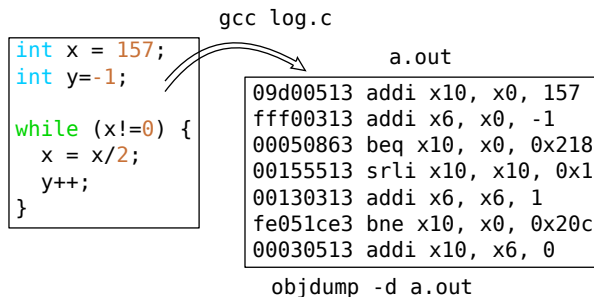 gcc log.c
int x = 157;
int y=-1;
while (x!=0) {
  x = x/2;
  y++;
}
a.out
09d00513 addi x10, x0, 157
fff00313 addi x6, x0, -1
00050863 beq x10, x0, 0x218
00155513 srli x10, x10, 0x1
00130313 addi x6, x6, 1
fe051ce3 bne x10, x0, 0x20c
00030513 addi x10, x6, 0
objdump -d a.out